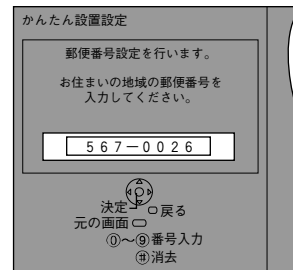 かんたん設置設定
郵便番号設定を行います。
お住まいの地域の郵便番号を
入力してください。
567－0026
決定
戻る
元の画面
⓪～⑨番号入力
#消去